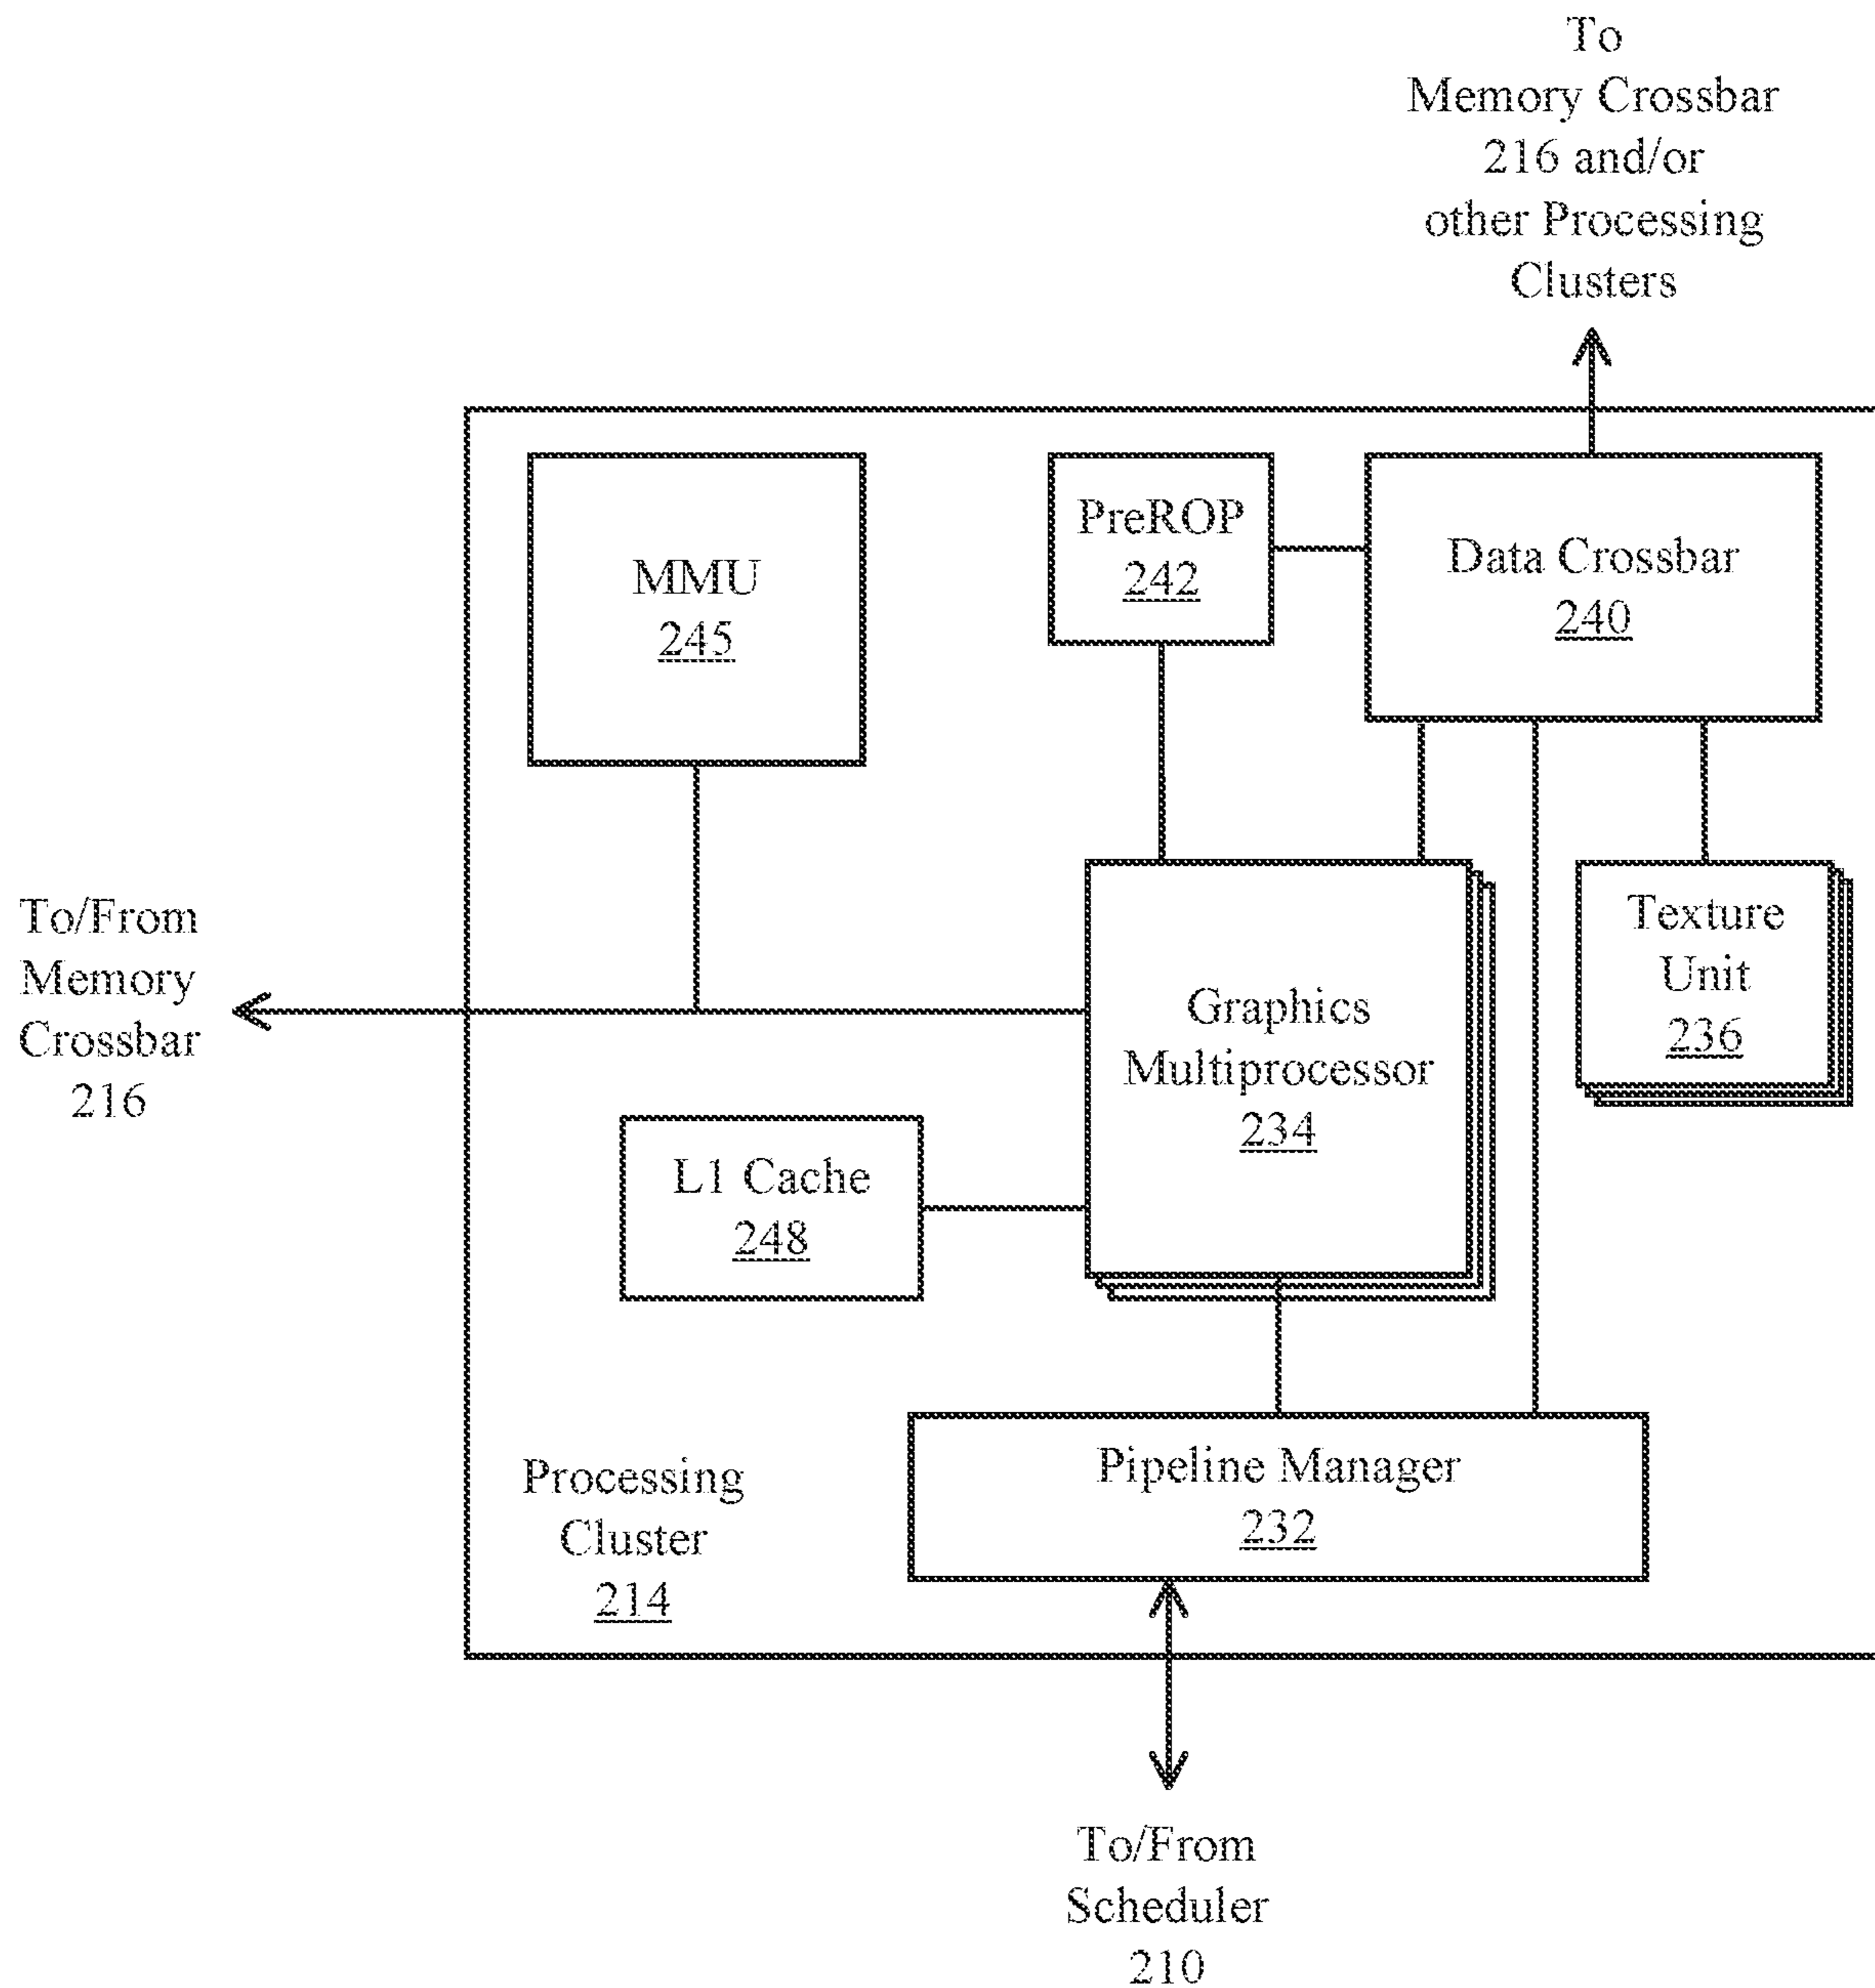 To
Memory Crossbar
216 and/or
other Processing
Clusters
MMU
245
PreROP
242
Data Crossbar
240
To/From
Memory
Crossbar
216
Graphics
Multiprocessor
234
Texture
Unit
236
L1 Cache
248
Processing
Cluster
214
Pipeline Manager
232
To/From
Scheduler
210